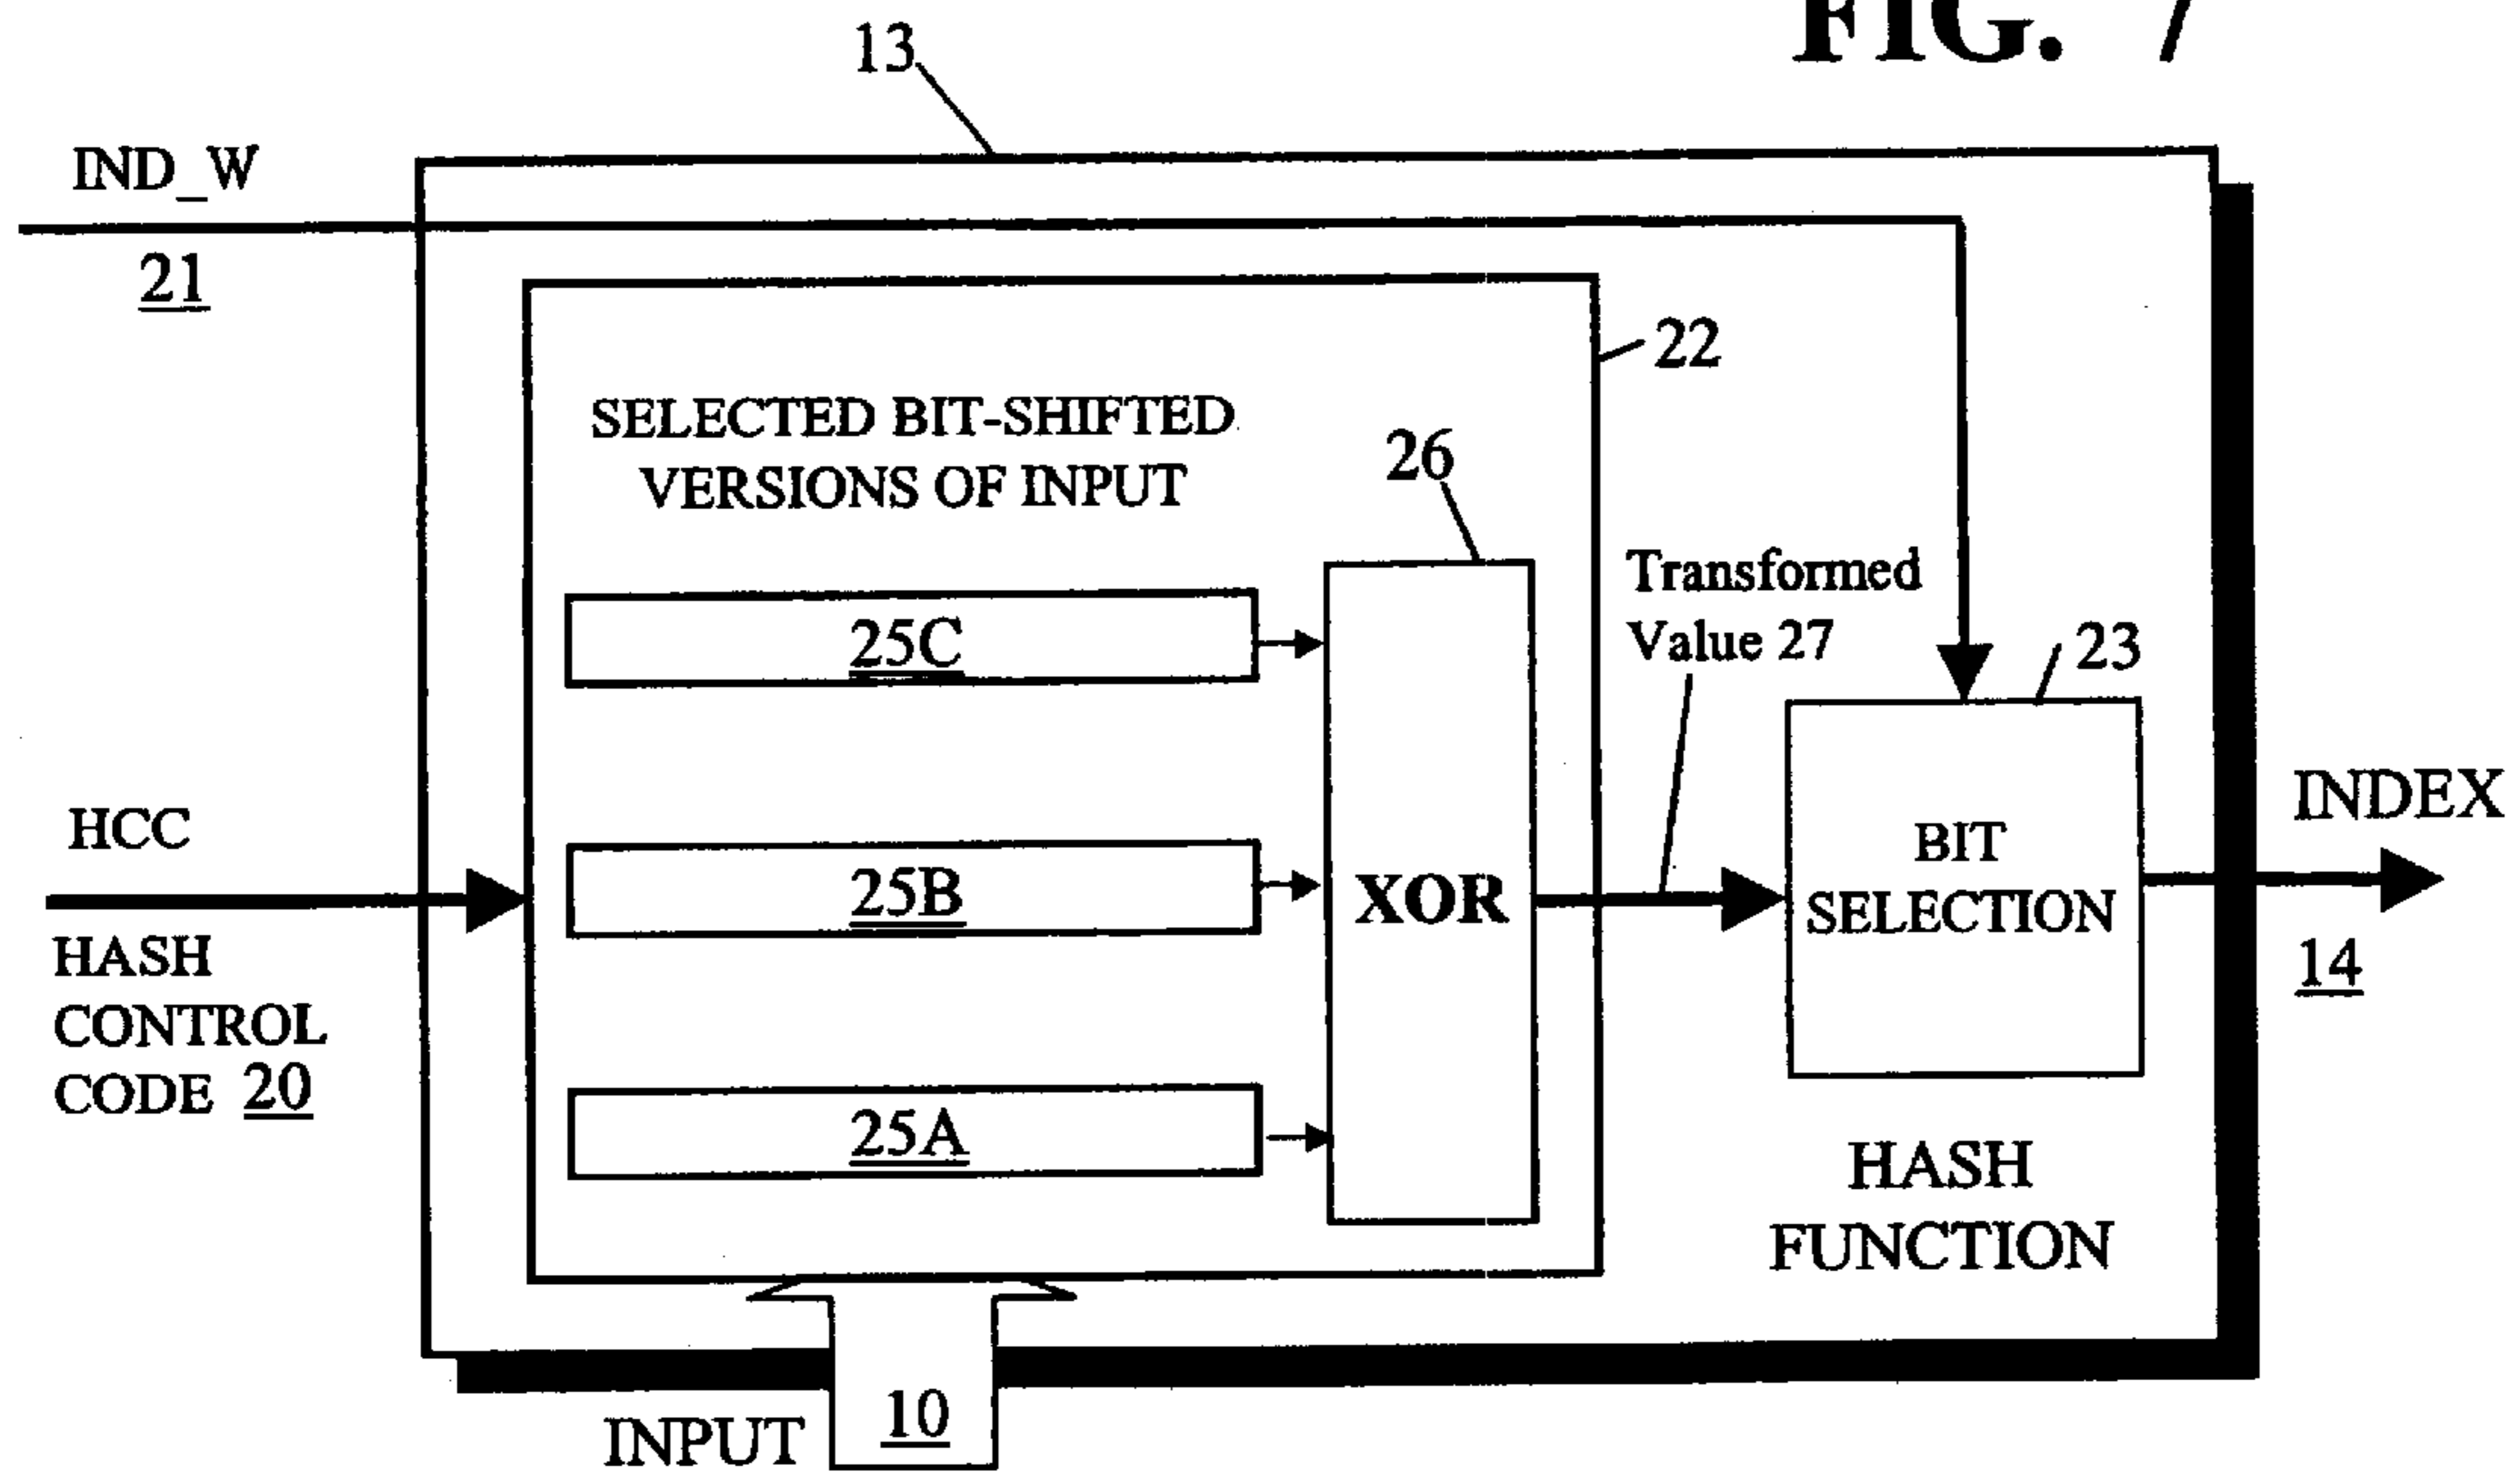 FIG. 7
13
IND_W
21
22
SELECTED BIT-SHIFTED
VERSIONS OF INPUT
26
25C
Transformed
Value 27
23
HCC
HASH
CONTROL
CODE 20
25B
XOR
BIT
SELECTION
INDEX
14
25A
HASH
FUNCTION
INPUT
10